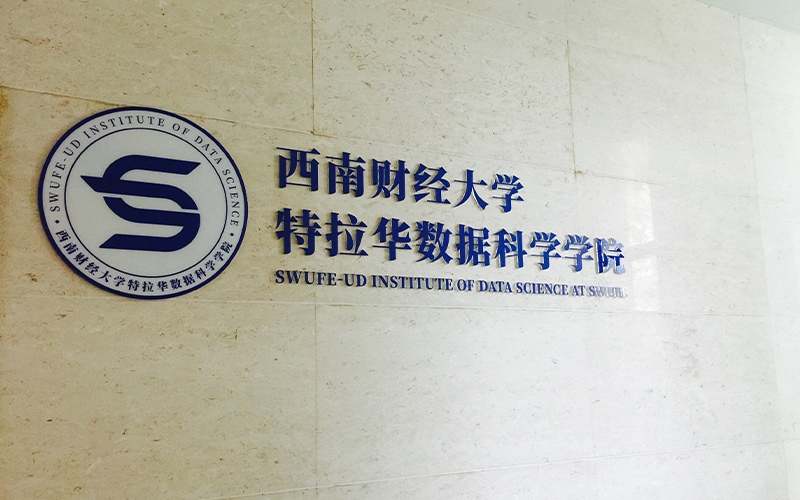 SWUFE-UD INSTITUTE OF DATA SCIENCE
西南财经大学特拉华数据科学学院
西南财经大学
特拉华数据科学学院
SWUFE-UD INSTITUTE OF DATA SCIENCE AT SWUFE